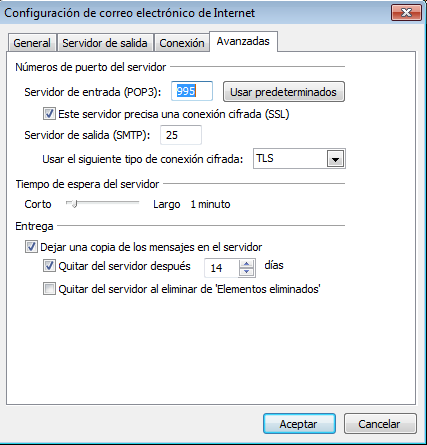 Configuración de correo electrónico de Internet
General Servidor de salida Conexión Avanzadas
Números de puerto del servidor
Servidor de entrada (POP3): 995 Usar predeterminados
Este servidor precisa una conexión cifrada (SSL)
Servidor de salida (SMTP): 25
Usar el siguiente tipo de conexión cifrada: TLS
Tiempo de espera del servidor
Corto Largo 1 minuto
Entrega
Dejar una copia de los mensajes en el servidor
Quitar del servidor después 14 días
Quitar del servidor al eliminar de 'Elementos eliminados'
Aceptar Cancelar